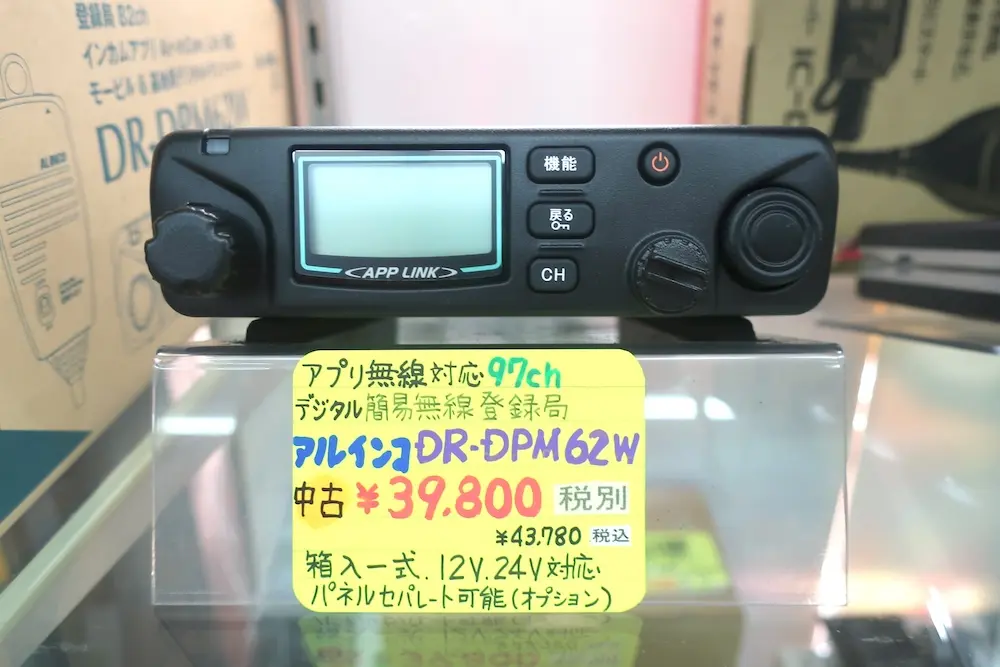 登録局 82ch
インカムアプリ
モービル &
DR-DPM62W
ALINCO
IC-
機能
戻る
CH
APP LINK
アプリ無線対応97ch
デジタル簡易無線登録局
アルインコDR-DPM62W
中古¥39.800 税別
¥43.780 税込
箱入一式.12V.24V対応
パネルセパレート可能(オプション)